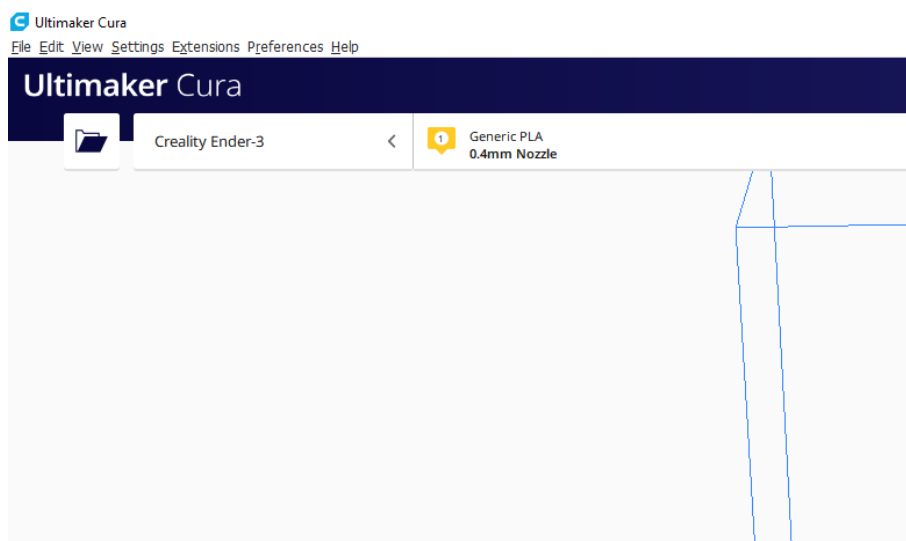 Ultimaker Cura
File Edit View Settings Extensions Preferences Help
Ultimaker Cura
Creality Ender-3
1
Generic PLA
0.4mm Nozzle